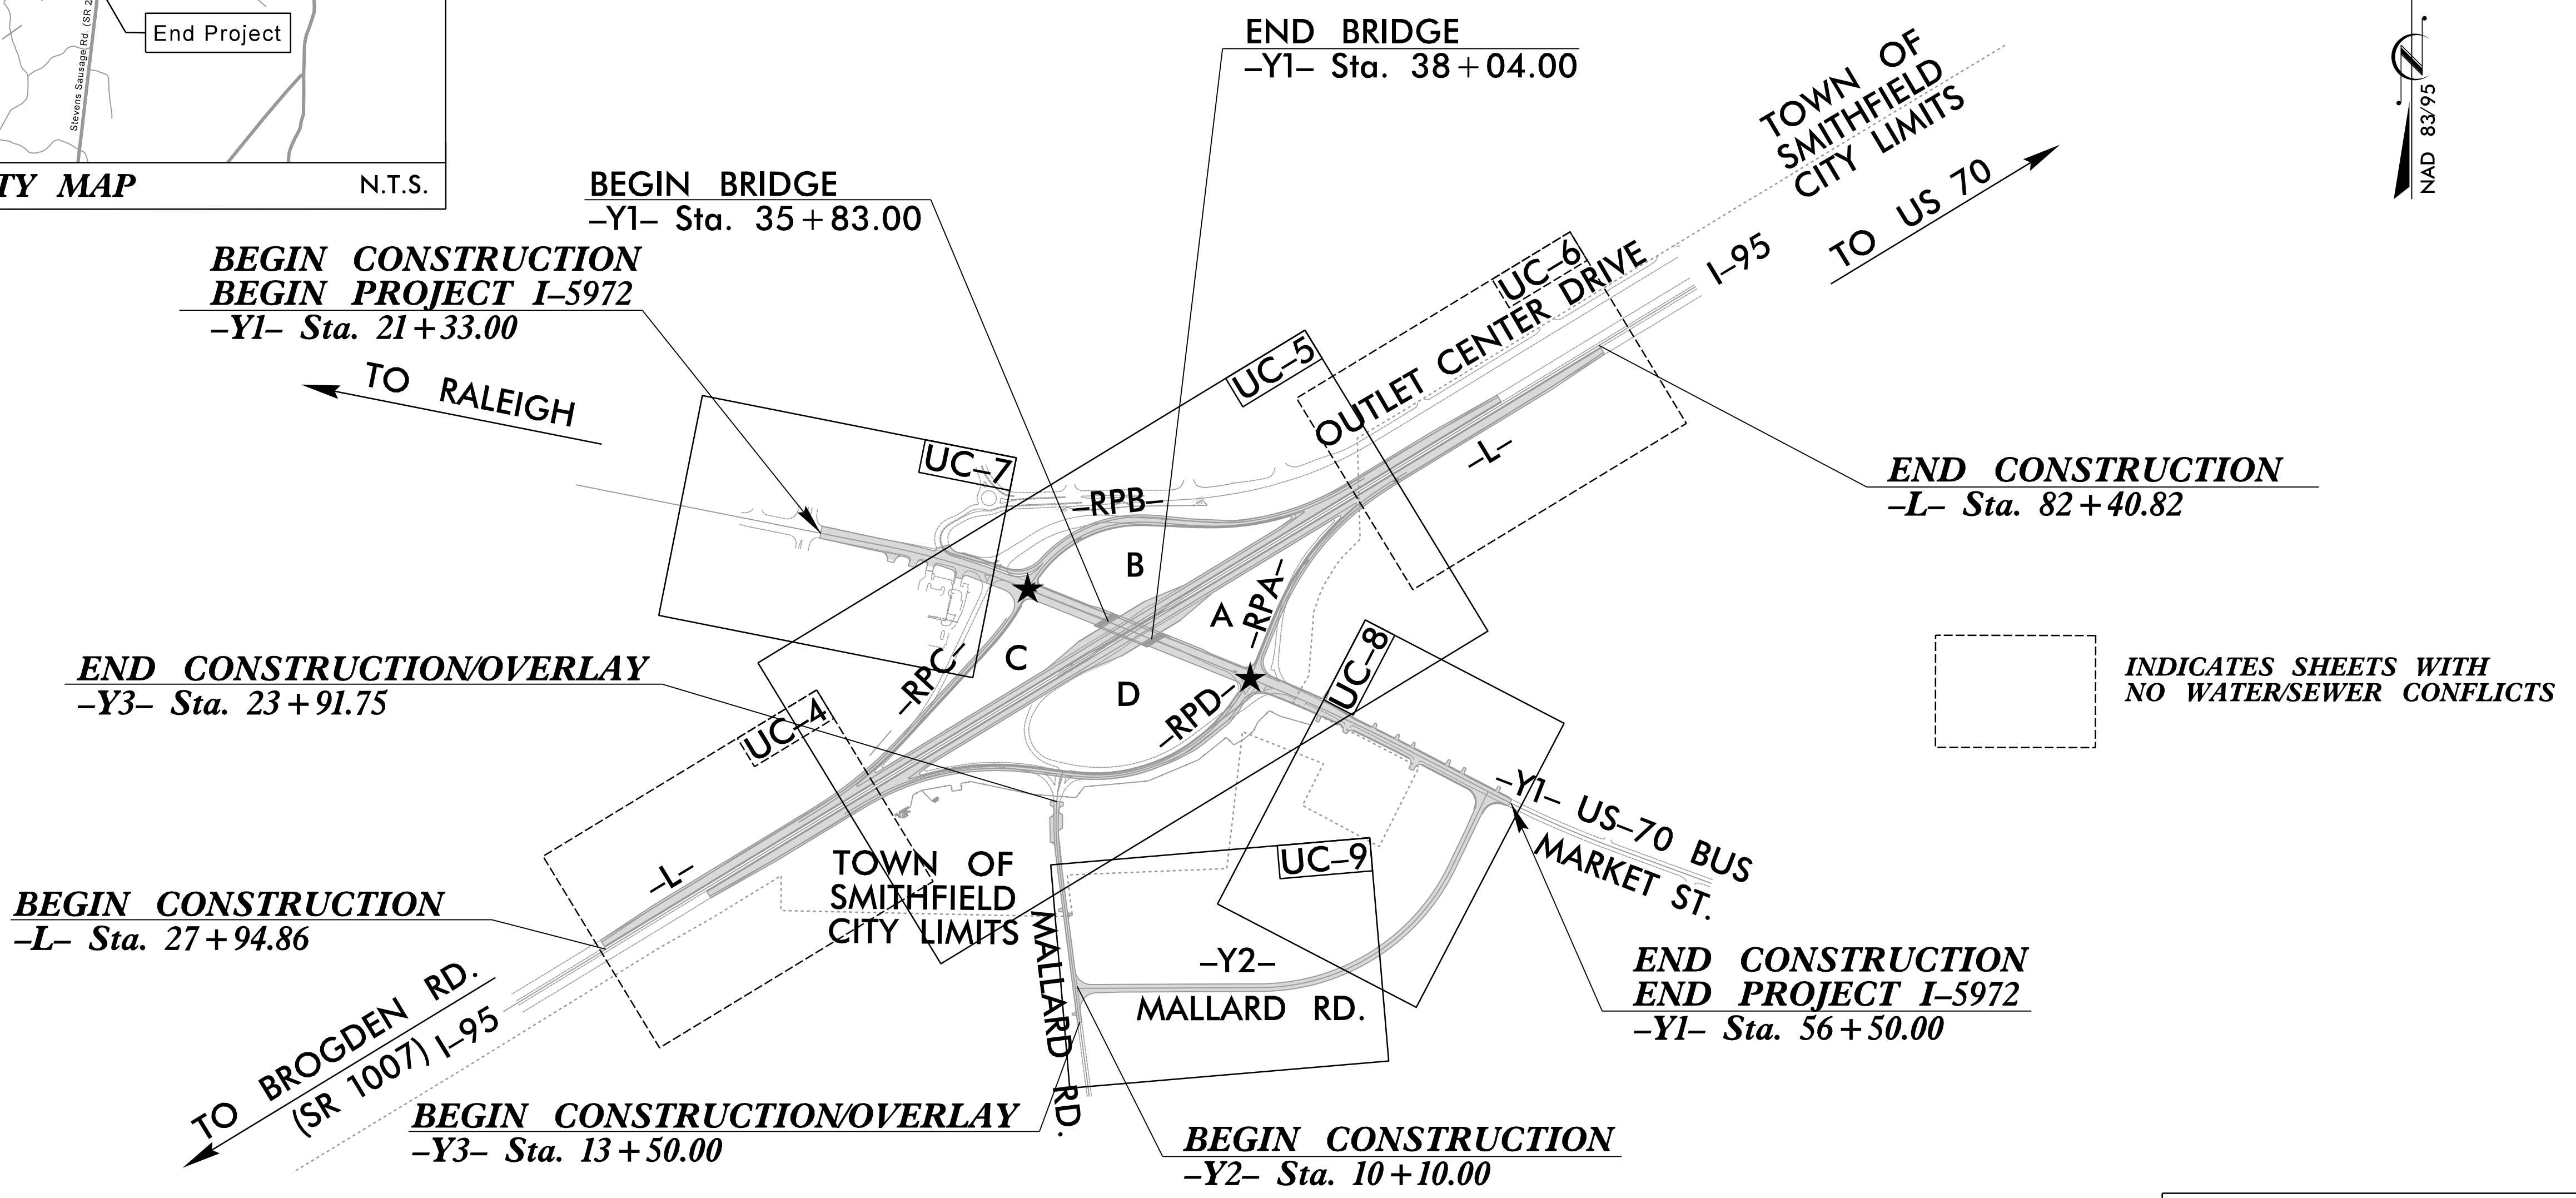 End Project
Stevens Sausage Rd. (SR 2
TY MAP
N.T.S.
END BRIDGE
–Y1– Sta. 38+04.00
TOWN OF
SMITHFIELD
CITY LIMITS
TO US 70
I–95
NAD 83/95
BEGIN BRIDGE
–Y1– Sta. 35+83.00
BEGIN CONSTRUCTION
BEGIN PROJECT I–5972
–Y1– Sta. 21+33.00
TO RALEIGH
UC–7
UC–5
UC–6
OUTLET CENTER DRIVE
–L–
END CONSTRUCTION
–L– Sta. 82+40.82
–RPB–
B
A
–RPA–
C
–RPC–
D
–RPD–
UC–8
UC–4
END CONSTRUCTION/OVERLAY
–Y3– Sta. 23+91.75
INDICATES SHEETS WITH
NO WATER/SEWER CONFLICTS
–Y1– US–70 BUS
MARKET ST.
–L–
TOWN OF
SMITHFIELD
CITY LIMITS
UC–9
BEGIN CONSTRUCTION
–L– Sta. 27+94.86
MALLARD RD.
–Y2–
MALLARD RD.
END CONSTRUCTION
END PROJECT I–5972
–Y1– Sta. 56+50.00
TO BROGDEN RD.
(SR 1007) I–95
BEGIN CONSTRUCTION/OVERLAY
–Y3– Sta. 13+50.00
BEGIN CONSTRUCTION
–Y2– Sta. 10+10.00